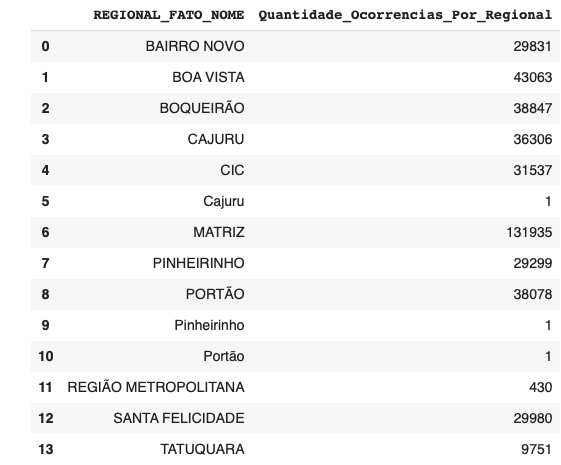 REGIONAL_FATO_NOME Quantidade_Ocorrencias_Por_Regional
0 BAIRRO NOVO 29831
1 BOA VISTA 43063
2 BOQUEIRÃO 38847
3 CAJURU 36306
4 CIC 31537
5 Cajuru 1
6 MATRIZ 131935
7 PINHEIRINHO 29299
8 PORTÃO 38078
9 Pinheirinho 1
10 Portão 1
11 REGIÃO METROPOLITANA 430
12 SANTA FELICIDADE 29980
13 TATUQUARA 9751